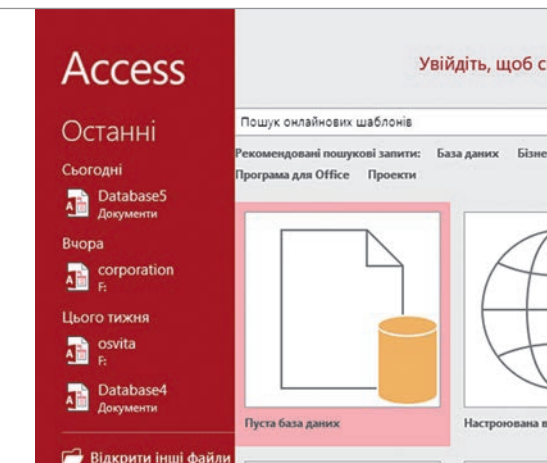 Access
Увійдіть, щоб с
Останні
Пошук онлайнових шаблонів
Рекомендовані пошукові запити: База даних Бізне
Програма для Office Проекти
Сьогодні
Database5
Документи
Вчора
corporation
F:
Цього тижня
osvita
F:
Database4
Документи
Відкрити інші файли
Пуста база даних
Настроювана в